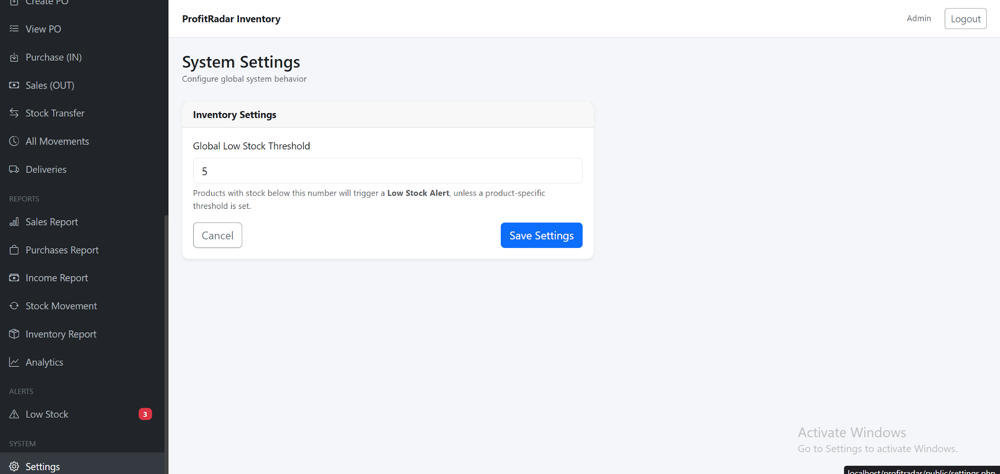 Create PO
View PO
Purchase (IN)
Sales (OUT)
Stock Transfer
All Movements
Deliveries
REPORTS
Sales Report
Purchases Report
Income Report
Stock Movement
Inventory Report
Analytics
ALERTS
Low Stock 3
SYSTEM
Settings
ProfitRadar Inventory
Admin
Logout
System Settings
Configure global system behavior
Inventory Settings
Global Low Stock Threshold
5
Products with stock below this number will trigger a Low Stock Alert, unless a product-specific
threshold is set.
Cancel
Save Settings
Activate Windows
Go to Settings to activate Windows.
localhost/profitradar/public/settings.php